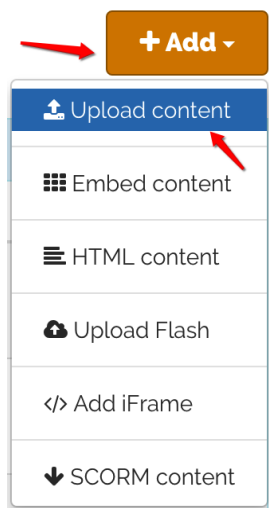 + Add
Upload content
Embed content
HTML content
Upload Flash
</> Add iFrame
SCORM content